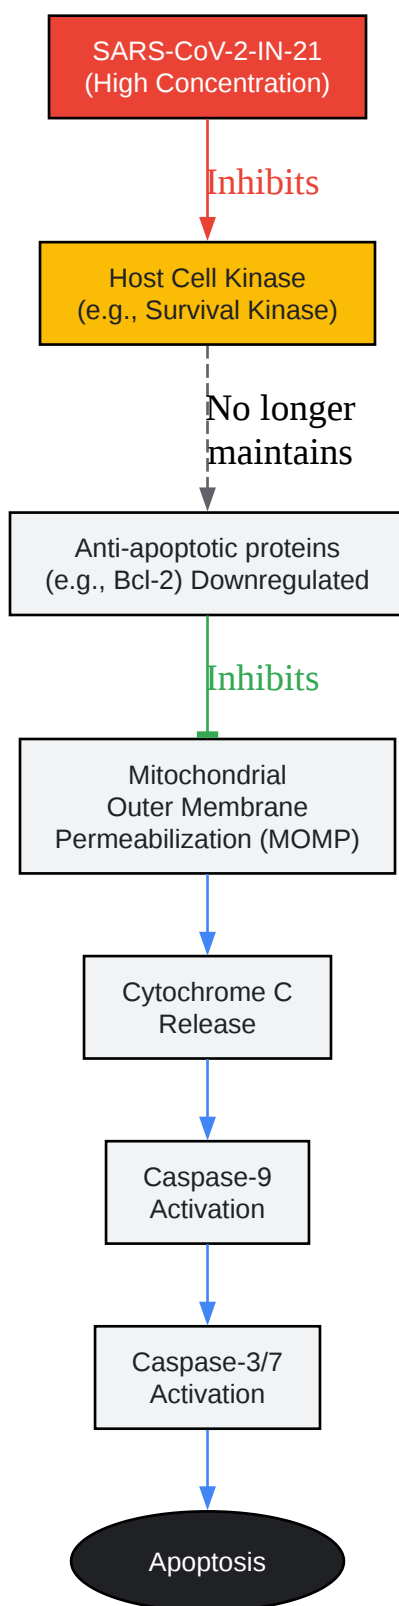 SARS-CoV-2-IN-21
(High Concentration)
Inhibits
Host Cell Kinase
(e.g., Survival Kinase)
No longer
maintains
Anti-apoptotic proteins
(e.g., Bcl-2) Downregulated
Inhibits
Mitochondrial
Outer Membrane
Permeabilization (MOMP)
Cytochrome C
Release
Caspase-9
Activation
Caspase-3/7
Activation
Apoptosis